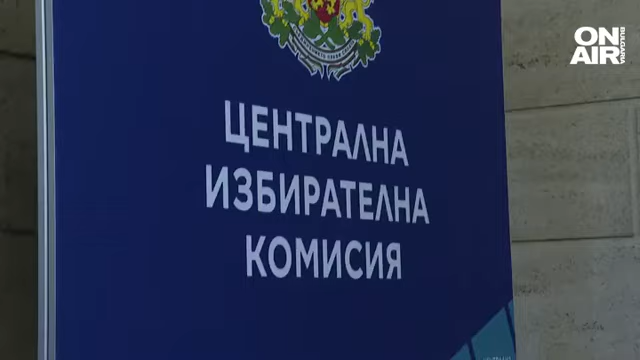 ЦЕНТРАЛНА
ИЗБИРАТЕЛНА
КОМИСИЯ
ON
AIR
BULGARIA